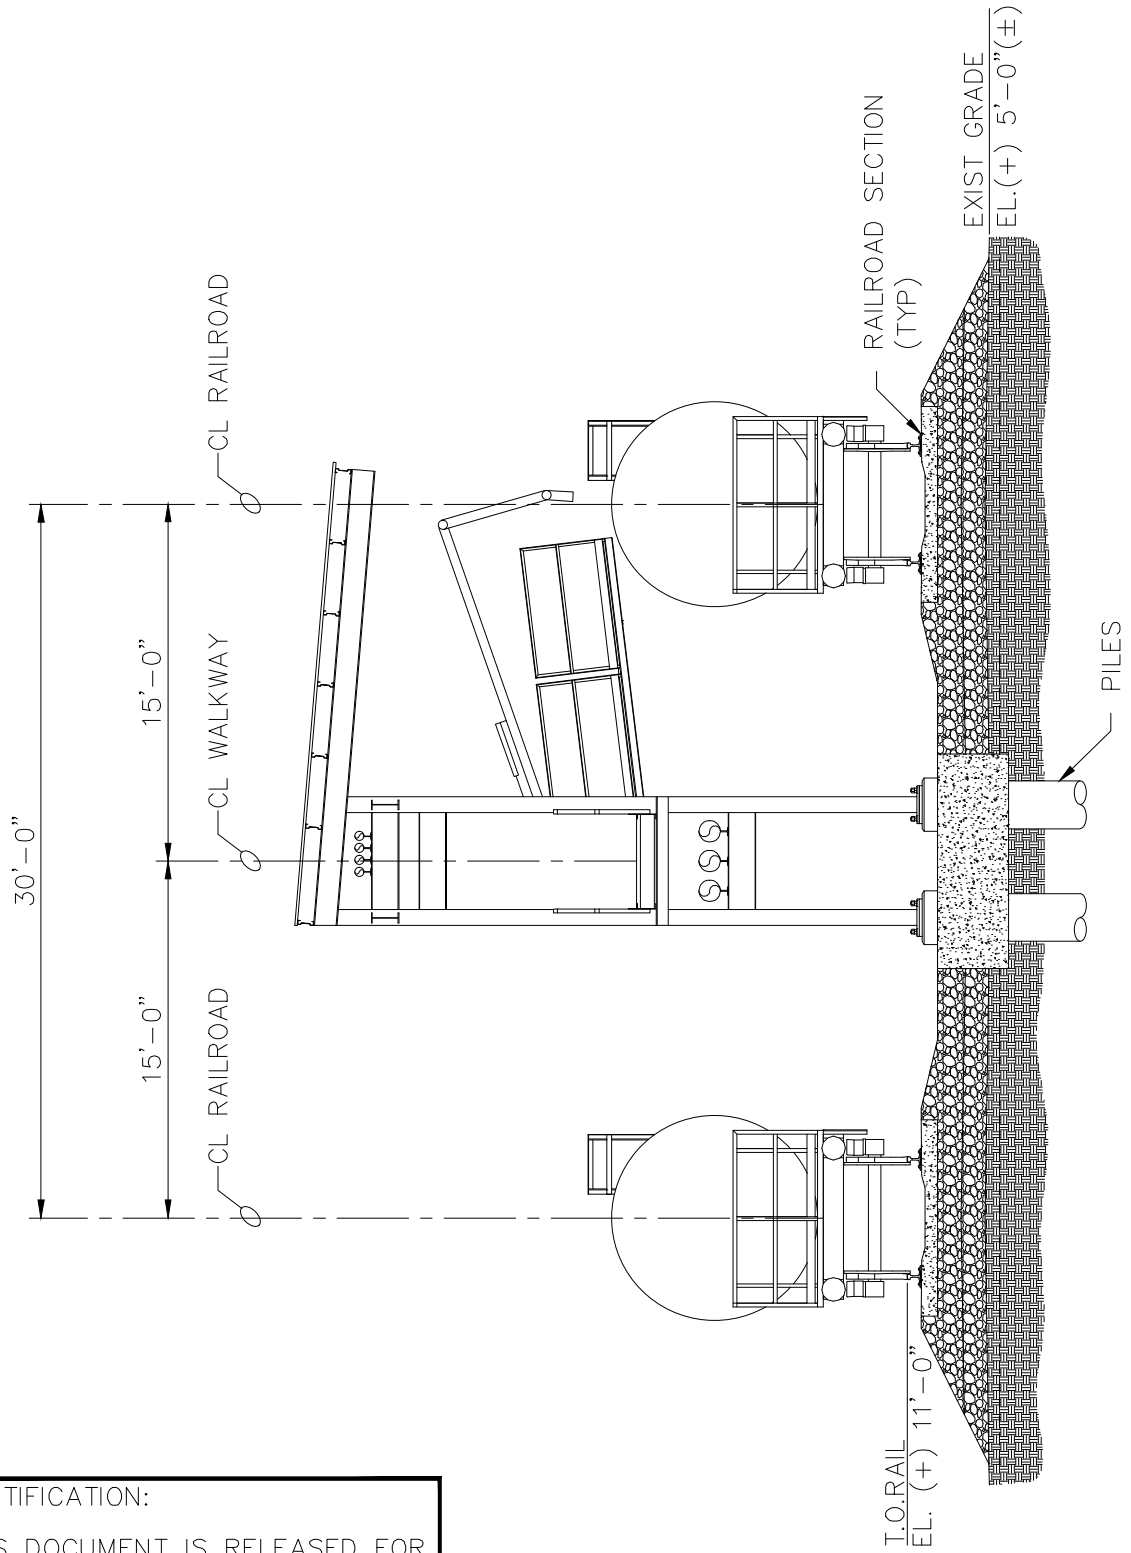 30'-0"
15'-0"
15'-0"
CL RAILROAD
CL WALKWAY
CL RAILROAD
RAILROAD SECTION
(TYP)
EXIST GRADE
EL.(+) 5'-0"(±)
T.O.RAIL
EL. (+) 11'-0"
PILES
TIFICATION:
S DOCUMENT IS RELEASED FOR